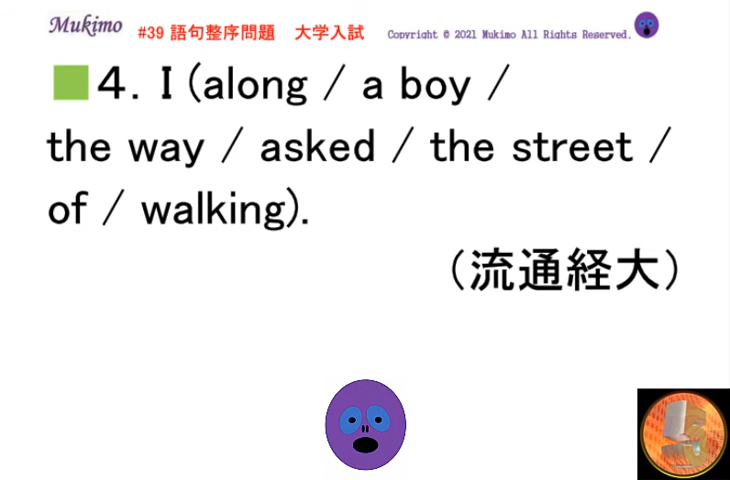 Mukimo #39 語句整序問題 大学入試 Copyright © 2021 Mukimo All Rights Reserved.
■4. I (along / a boy /
the way / asked / the street /
of / walking).
(流通経大)